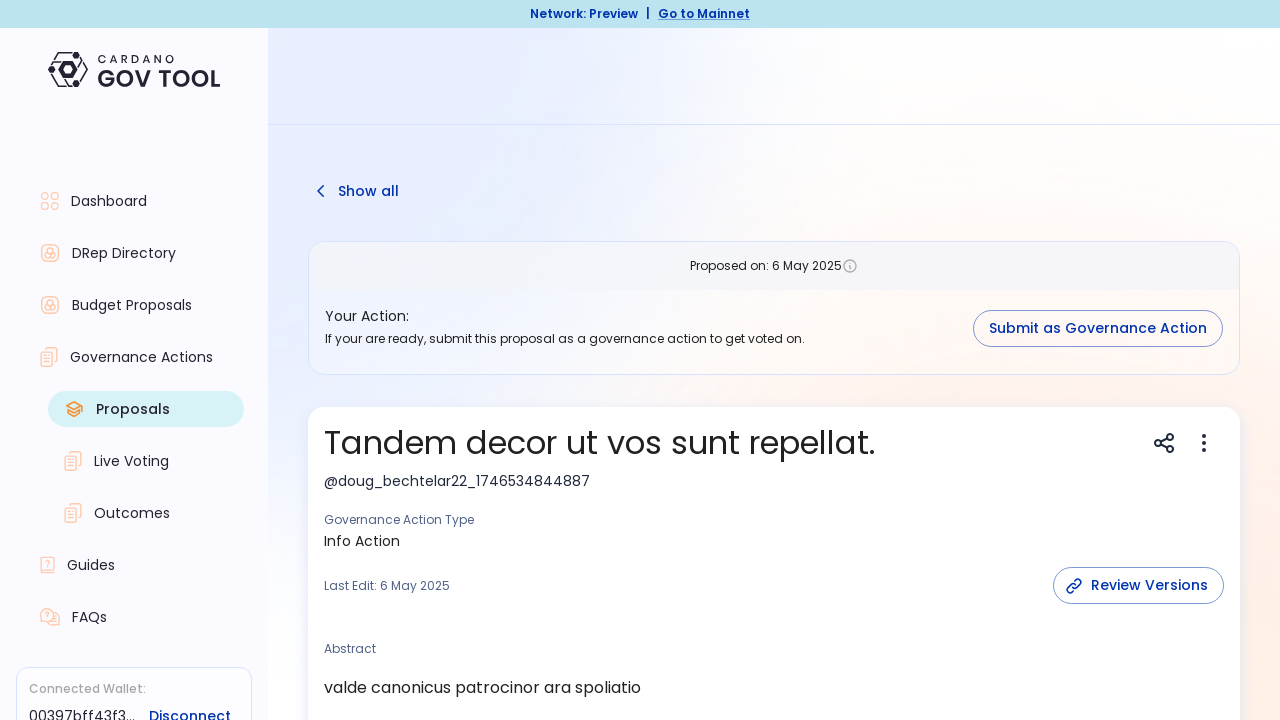 Network: Preview | Go to Mainnet
CARDANO
GOV TOOL
Dashboard
DRep Directory
Budget Proposals
Governance Actions
Proposals
Live Voting
Outcomes
Guides
FAQs
Connected Wallet:
00397bff43f3... Disconnect
Show all
Proposed on: 6 May 2025
Your Action:
If your are ready, submit this proposal as a governance action to get voted on.
Submit as Governance Action
Tandem decor ut vos sunt repellat.
@doug_bechtelar22_1746534844887
Governance Action Type
Info Action
Last Edit: 6 May 2025
Review Versions
Abstract
valde canonicus patrocinor ara spoliatio